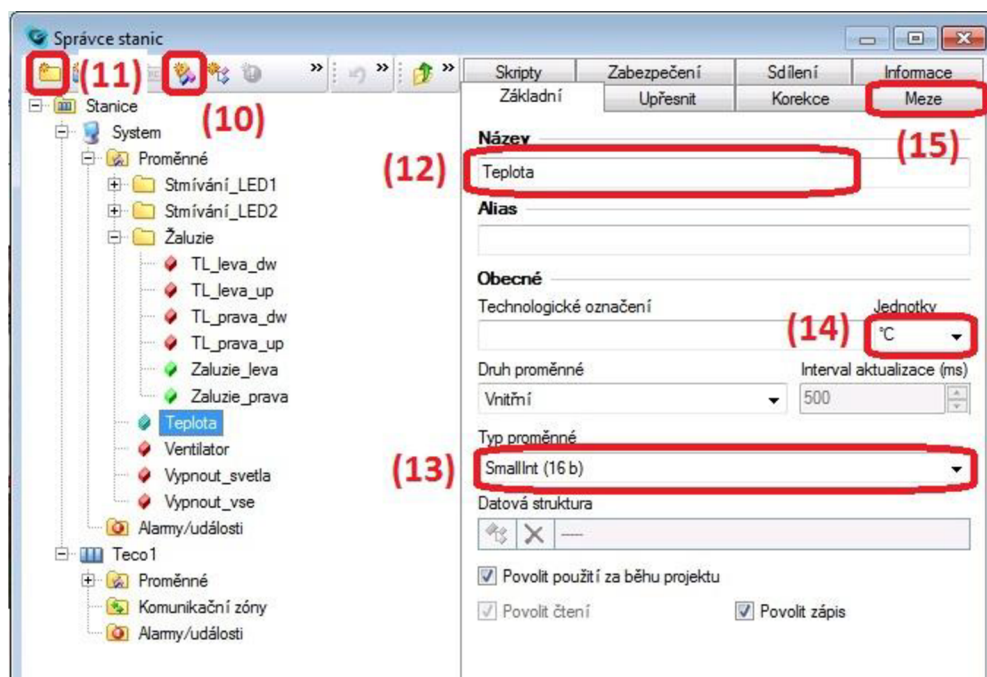 Správce stanic
(11)
(10)
»
»
»
Stanice
System
Proměnné
Stmívání_LED1
Stmívání_LED2
Žaluzie
TL_leva_dw
TL_leva_up
TL_prava_dw
TL_prava_up
Zaluzie_leva
Zaluzie_prava
Teplota
Ventilator
Vypnout_svetla
Vypnout_vse
Alarmy/události
Teco1
Proměnné
Komunikační zóny
Alarmy/události
Skripty Zabezpečení Sdílení Informace
Základní Upřesnit Korekce Meze
(15)
Název
(12) Teplota
Alias
Obecné
Technologické označení Jednotky
(14) °C
Druh proměnné Interval aktualizace (ms)
Vnitřní 500
Typ proměnné
(13) SmallInt (16 b)
Datová struktura
----
Povolit použití za běhu projektu
Povolit čtení Povolit zápis